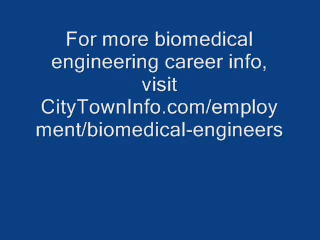 For more biomedical
engineering career info,
visit
CityTownInfo.com/employ
ment/biomedical-engineers